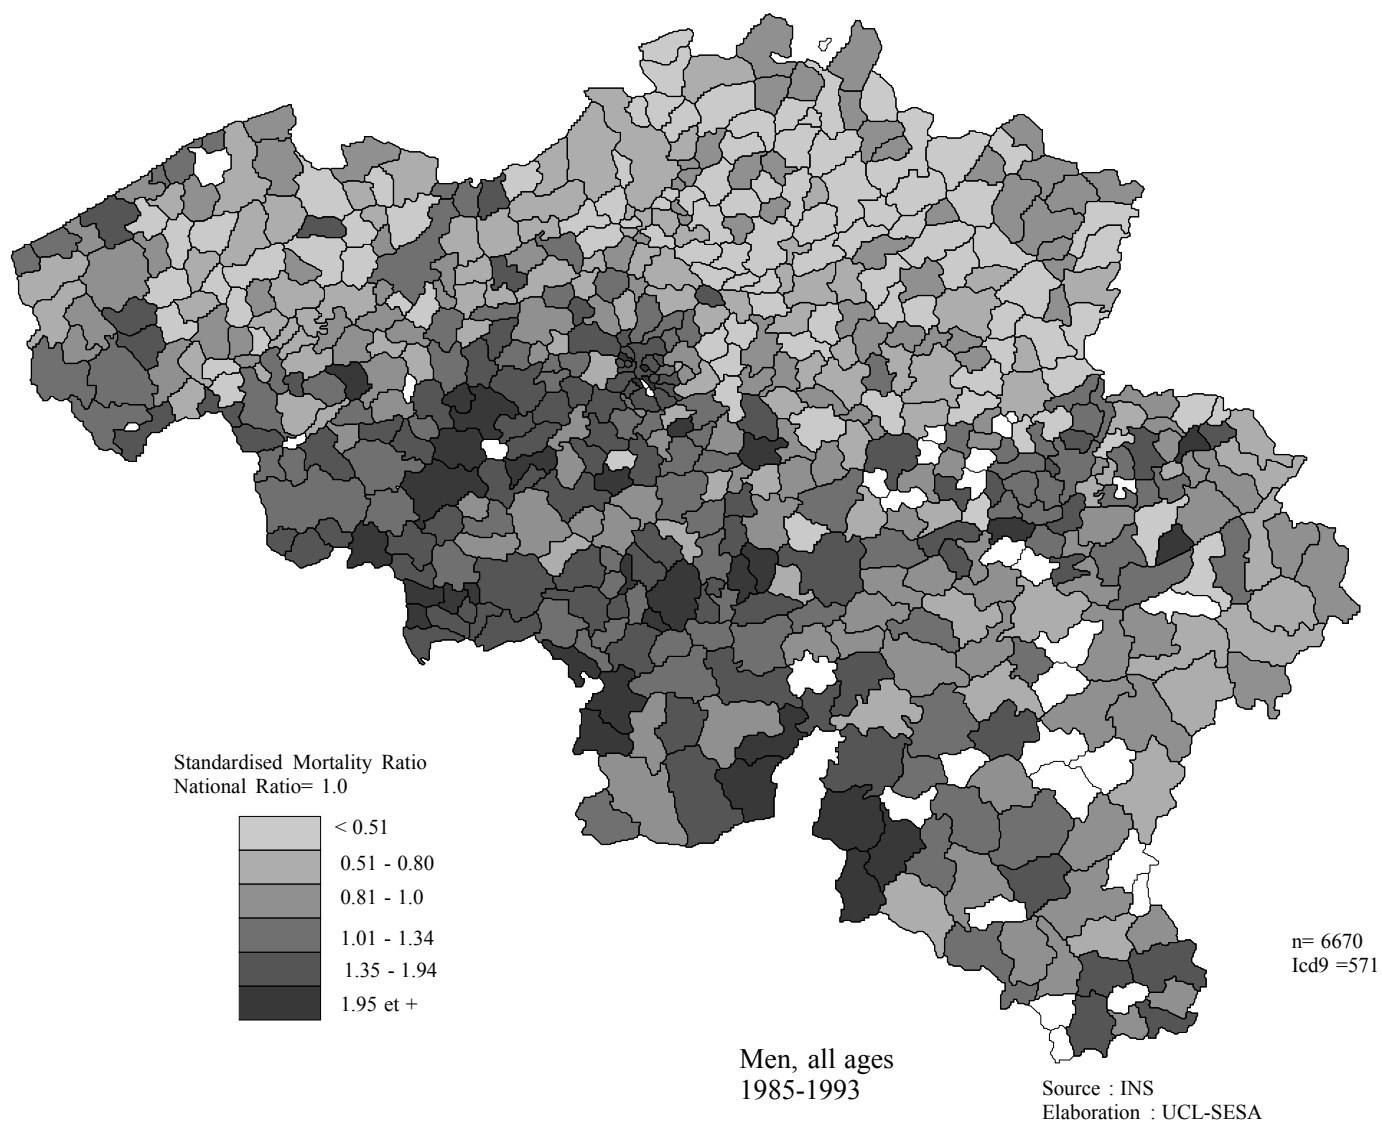 Standardised Mortality Ratio
National Ratio= 1.0
< 0.51
0.51 - 0.80
0.81 - 1.0
1.01 - 1.34
1.35 - 1.94
1.95 et +
n= 6670
Icd9 =571
Men, all ages
1985-1993
Source : INS
Elaboration : UCL-SESA